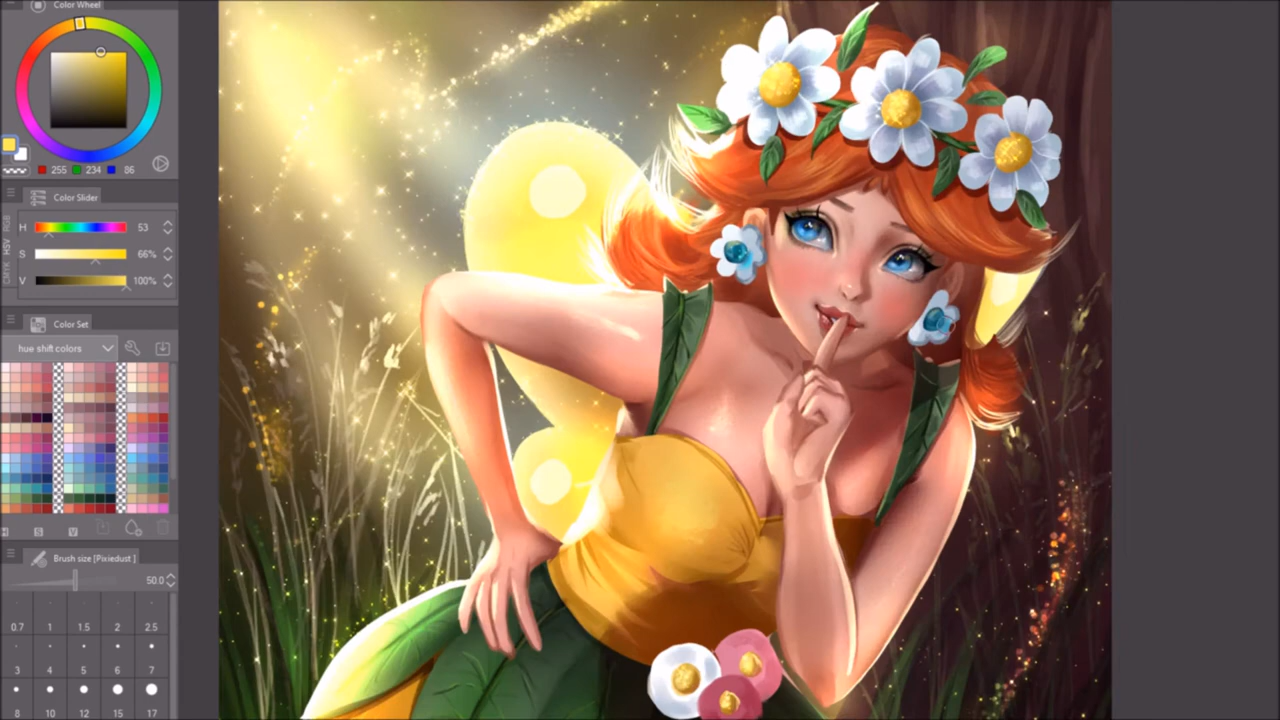 Color Wheel
255 234 86
Color Slider
RGB
HSV
CMYK
H 53
S 66%
V 100%
Color Set
hue shift colors
H S V
Brush size [Pixiedust ]
50.0
0.7 1 1.5 2 2.5
3 4 5 6 7
8 10 12 15 17